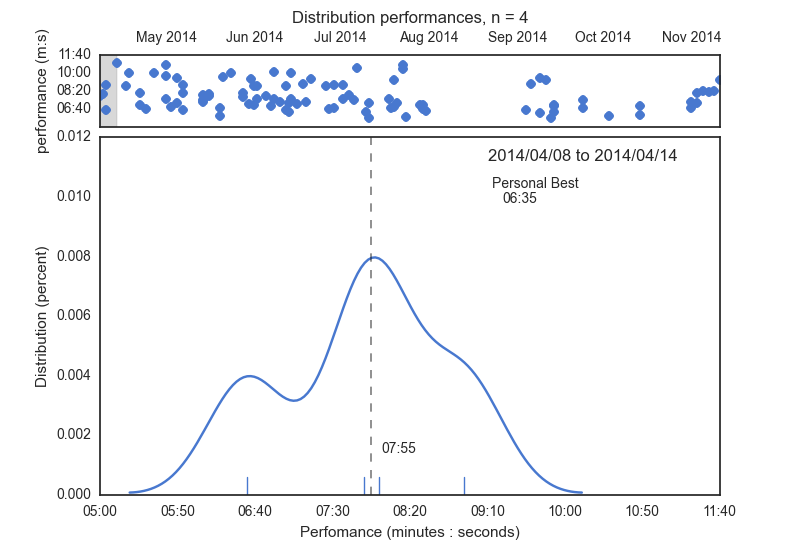 Distribution performances, n = 4
May 2014 Jun 2014 Jul 2014 Aug 2014 Sep 2014 Oct 2014 Nov 2014
performance (m:s)
11:40
10:00
08:20
06:40
0.012
2014/04/08 to 2014/04/14
Personal Best
06:35
0.010
0.008
0.006
0.004
0.002
0.000
Distribution (percent)
07:55
05:00 05:50 06:40 07:30 08:20 09:10 10:00 10:50 11:40
Perfomance (minutes : seconds)